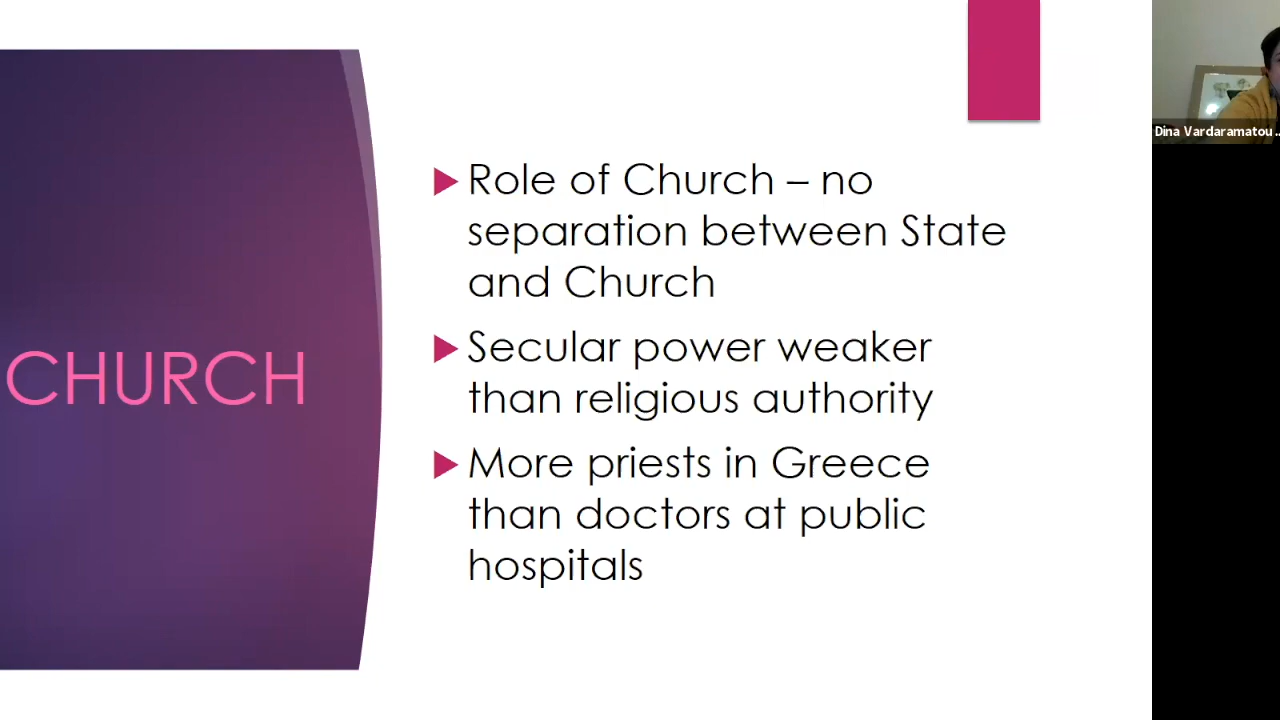 CHURCH
Role of Church – no
separation between State
and Church
Secular power weaker
than religious authority
More priests in Greece
than doctors at public
hospitals
Dina Vardaramatou ..